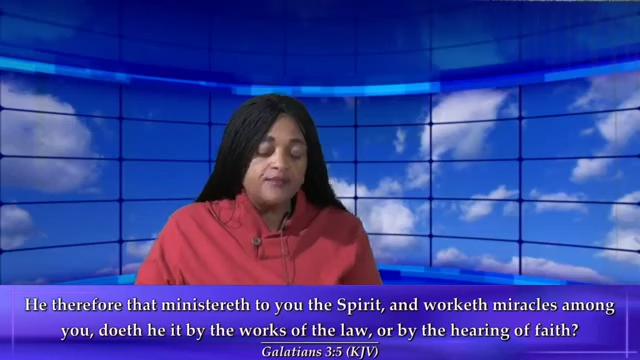 He therefore that ministereth to you the Spirit, and worketh miracles among
you, doeth he it by the works of the law, or by the hearing of faith?
Galatians 3:5 (KJV)